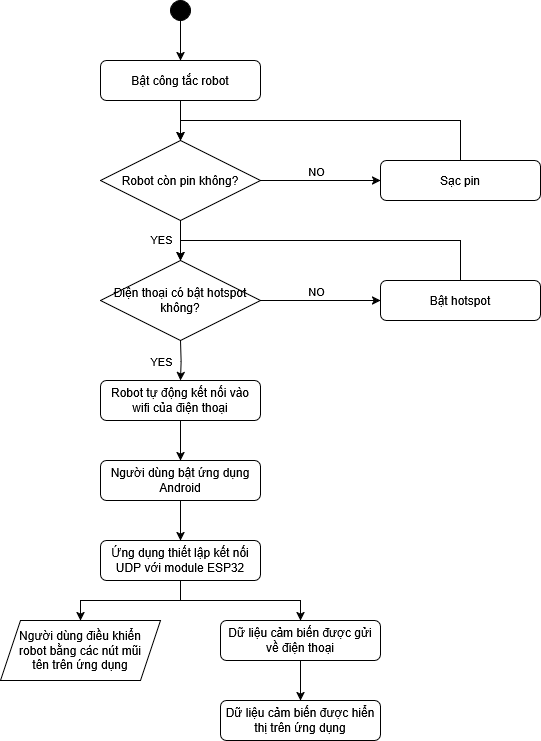 Bật công tắc robot
Robot còn pin không?
NO
Sạc pin
YES
Điện thoại có bật hotspot
không?
NO
Bật hotspot
YES
Robot tự động kết nối vào
wifi của điện thoại
Người dùng bật ứng dụng
Android
Ứng dụng thiết lập kết nối
UDP với module ESP32
Người dùng điều khiển
robot bằng các nút mũi
tên trên ứng dụng
Dữ liệu cảm biến được gửi
về điện thoại
Dữ liệu cảm biến được hiển
thị trên ứng dụng